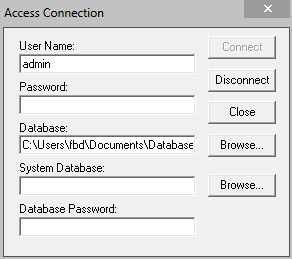 Access Connection
User Name:
admin
Connect
Disconnect
Password:
Close
Database:
C:\Users\fbd\Documents\Database
Browse...
System Database:
Browse...
Database Password: